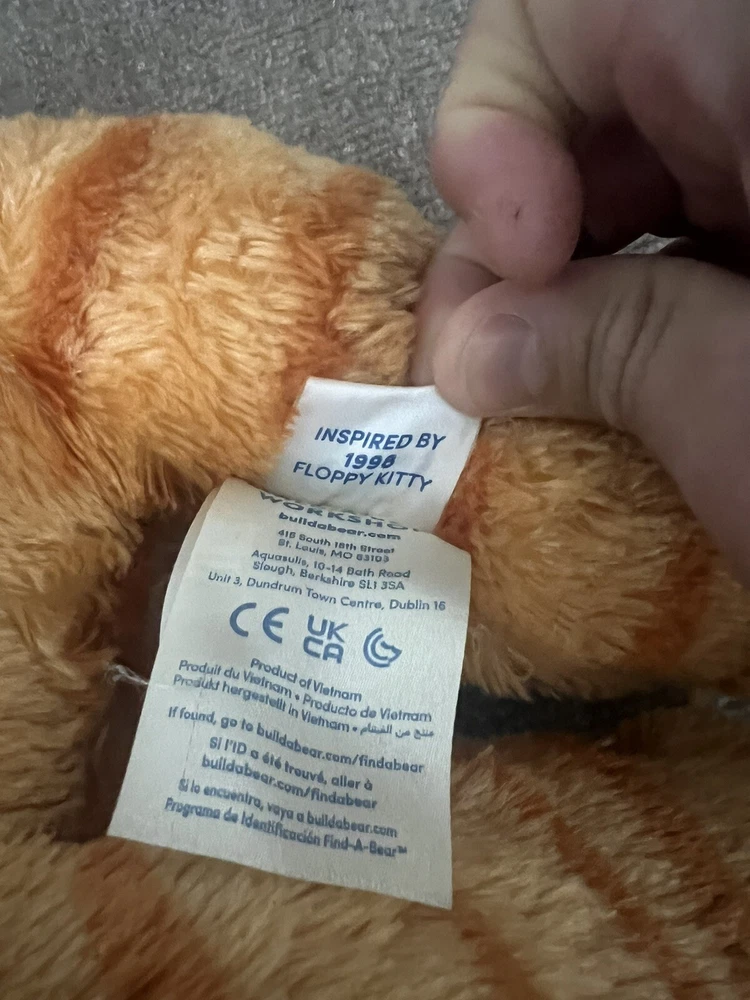 INSPIRED BY
1996
FLOPPY KITTY
WORKSHO
buildabear.com
415 South 18th Street
St. Louis, MO 63103
Aquasulis, 10-14 Bath Road
Slough, Berkshire SL1 3SA
Unit 3, Dundrum Town Centre, Dublin 16
CE UK
CA
Product of Vietnam
Produit du Vietnam • Producto de Vietnam
Produkt hergestellt in Vietnam • منتج من الفيتنام
If found, go to buildabear.com/findabear
Si l'ID a été trouvé, aller à
buildabear.com/findabear
Si lo encuentra, vaya a buildabear.com
Programa de Identificación Find-A-Bear™